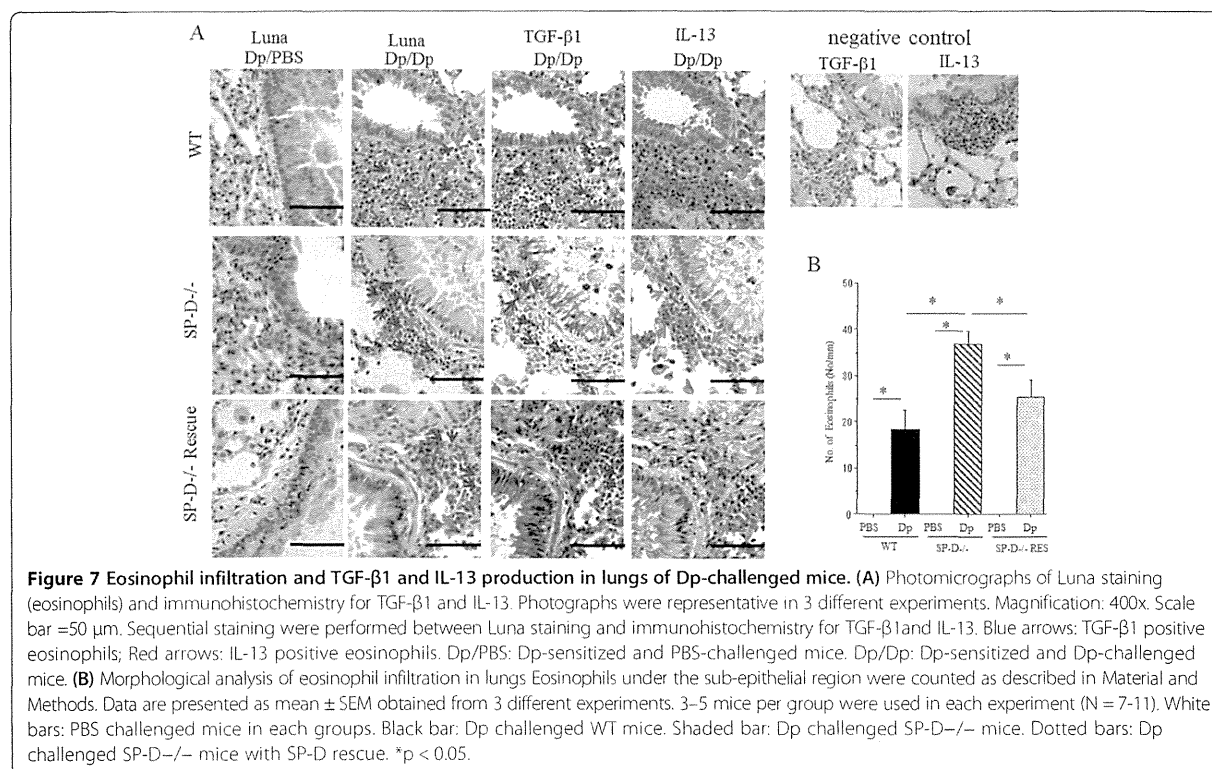 A
Luna
Dp/PBS
Luna
Dp/Dp
TGF-β1
Dp/Dp
IL-13
Dp/Dp
negative control
TGF-β1
IL-13
WT
SP-D-/-
SP-D-/- Rescue
B
No. of Eosinophils (No/mm)
50
40
30
20
10
0
*
*
*
*
*
PBS
Dp
PBS
Dp
PBS
Dp
WT
SP-D-/-
SP-D-/- RES
Figure 7 Eosinophil infiltration and TGF-β1 and IL-13 production in lungs of Dp-challenged mice. (A) Photomicrographs of Luna staining
(eosinophils) and immunohistochemistry for TGF-β1 and IL-13. Photographs were representative in 3 different experiments. Magnification: 400x. Scale
bar =50 μm. Sequential staining were performed between Luna staining and immunohistochemistry for TGF-β1and IL-13. Blue arrows: TGF-β1 positive
eosinophils; Red arrows: IL-13 positive eosinophils. Dp/PBS: Dp-sensitized and PBS-challenged mice. Dp/Dp: Dp-sensitized and Dp-challenged
mice. (B) Morphological analysis of eosinophil infiltration in lungs Eosinophils under the sub-epithelial region were counted as described in Material and
Methods. Data are presented as mean ± SEM obtained from 3 different experiments. 3–5 mice per group were used in each experiment (N = 7-11). White
bars: PBS challenged mice in each groups. Black bar: Dp challenged WT mice. Shaded bar: Dp challenged SP-D−/− mice. Dotted bars: Dp
challenged SP-D−/− mice with SP-D rescue. *p < 0.05.